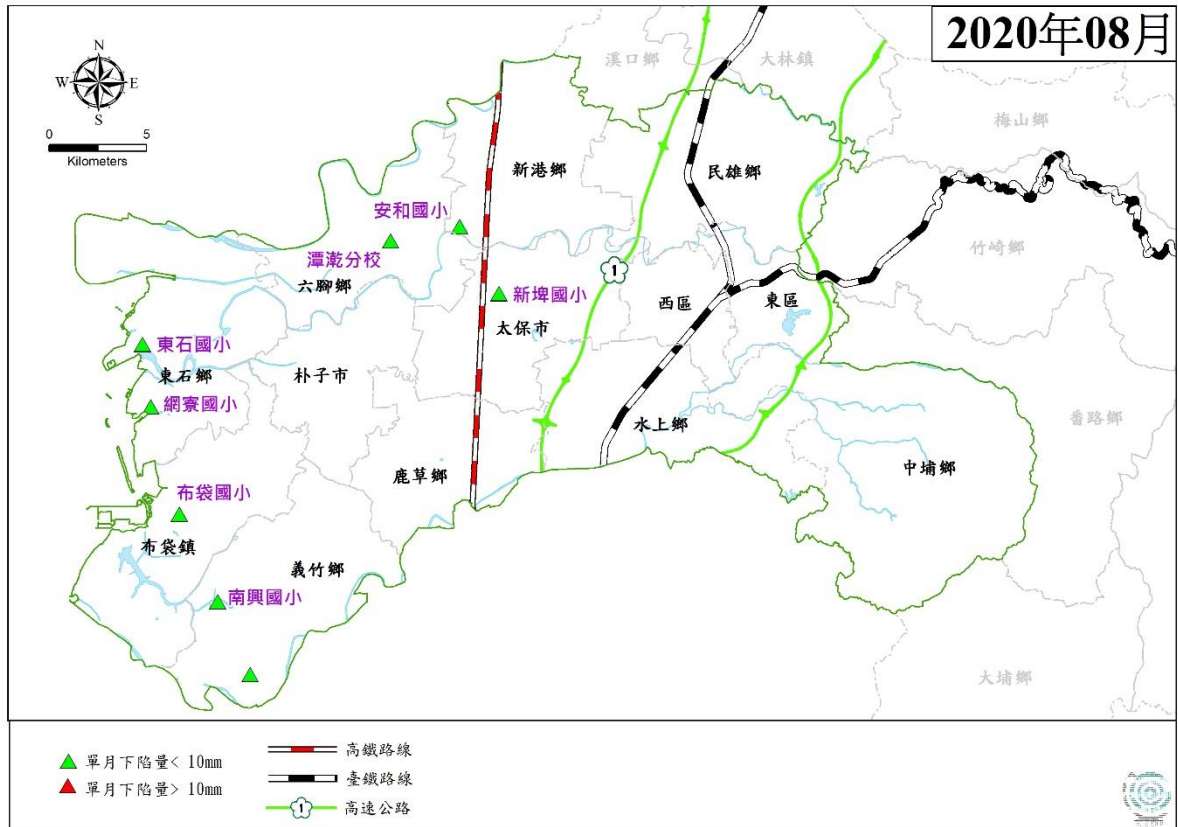 2020年08月
N
W E
S
0 5
Kilometers
溪口鄉
大林鎮
梅山鄉
新港鄉
民雄鄉
安和國小
潭墘分校
竹崎鄉
六腳鄉
1
新埤國小
西區
東區
太保市
東石國小
東石鄉
朴子市
網寮國小
水上鄉
番路鄉
鹿草鄉
中埔鄉
布袋國小
布袋鎮
義竹鄉
南興國小
大埔鄉
單月下陷量< 10mm
單月下陷量> 10mm
高鐵路線
臺鐵路線
1
高速公路